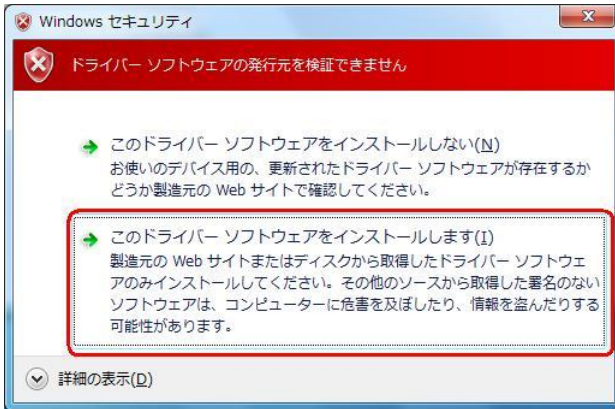 Windows セキュリティ
ドライバー ソフトウェアの発行元を検証できません
このドライバー ソフトウェアをインストールしない(N)
お使いのデバイス用の、更新されたドライバー ソフトウェアが存在するか
どうか製造元の Web サイトで確認してください。
このドライバー ソフトウェアをインストールします(I)
製造元の Web サイトまたはディスクから取得したドライバー ソフトウェ
アのみインストールしてください。その他のソースから取得した署名のない
ソフトウェアは、コンピューターに危害を及ぼしたり、情報を盗んだりする
可能性があります。
詳細の表示(D)